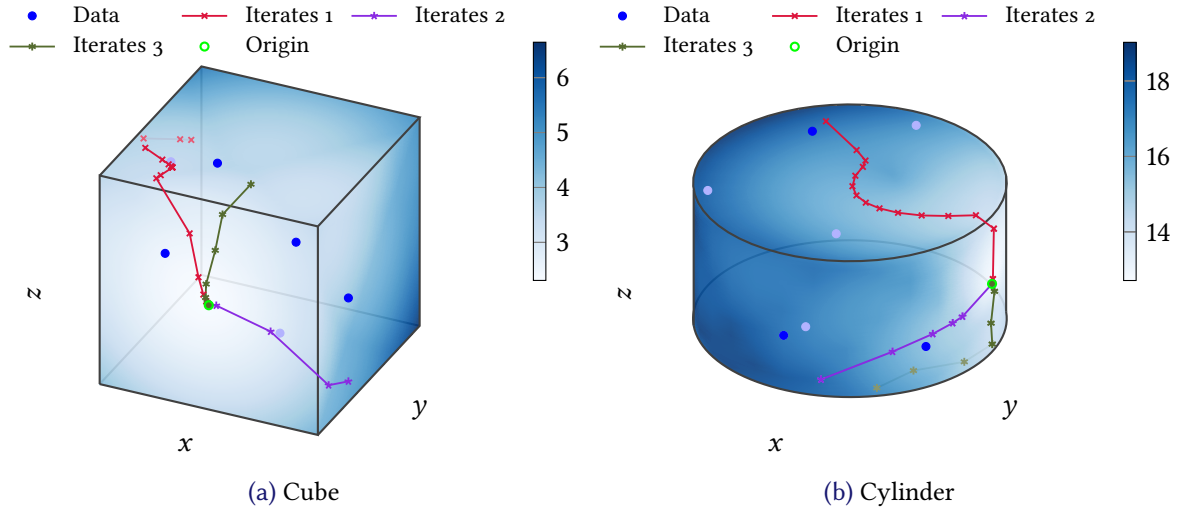 Data Iterates 1 Iterates 2
Iterates 3 Origin
6
5
4
3
z
y
x
(a) Cube
Data Iterates 1 Iterates 2
Iterates 3 Origin
18
16
14
z
y
x
(b) Cylinder